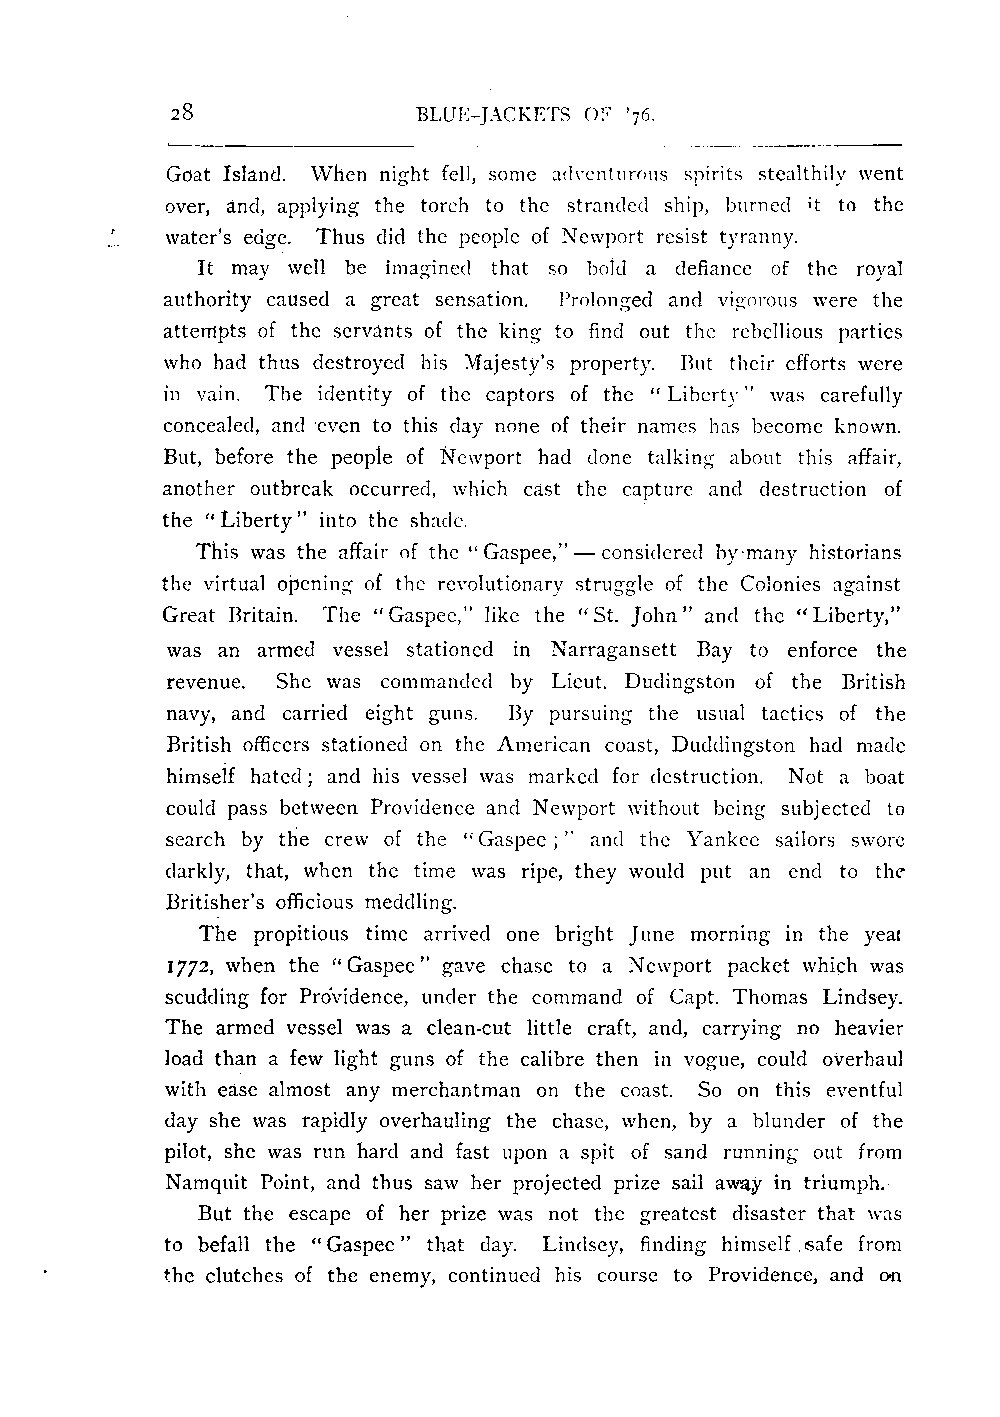 28 BLUE-JACKETS OF '76.
Goat Island. When night fell, some adventurous spirits stealthily went
over, and, applying the torch to the stranded ship, burned it to the
water's edge. Thus did the people of Newport resist tyranny.
It may well be imagined that so bold a defiance of the royal
authority caused a great sensation. Prolonged and vigorous were the
attempts of the servants of the king to find out the rebellious parties
who had thus destroyed his Majesty's property. But their efforts were
in vain. The identity of the captors of the "Liberty" was carefully
concealed, and even to this day none of their names has become known.
But, before the people of Newport had done talking about this affair,
another outbreak occurred, which cast the capture and destruction of
the "Liberty" into the shade.
This was the affair of the "Gaspee," — considered by many historians
the virtual opening of the revolutionary struggle of the Colonies against
Great Britain. The "Gaspee," like the "St. John" and the "Liberty,"
was an armed vessel stationed in Narragansett Bay to enforce the
revenue. She was commanded by Lieut. Dudingston of the British
navy, and carried eight guns. By pursuing the usual tactics of the
British officers stationed on the American coast, Duddingston had made
himself hated; and his vessel was marked for destruction. Not a boat
could pass between Providence and Newport without being subjected to
search by the crew of the "Gaspee;" and the Yankee sailors swore
darkly, that, when the time was ripe, they would put an end to the
Britisher's officious meddling.
The propitious time arrived one bright June morning in the year
1772, when the "Gaspee" gave chase to a Newport packet which was
scudding for Providence, under the command of Capt. Thomas Lindsey.
The armed vessel was a clean-cut little craft, and, carrying no heavier
load than a few light guns of the calibre then in vogue, could overhaul
with ease almost any merchantman on the coast. So on this eventful
day she was rapidly overhauling the chase, when, by a blunder of the
pilot, she was run hard and fast upon a spit of sand running out from
Namquit Point, and thus saw her projected prize sail away in triumph.
But the escape of her prize was not the greatest disaster that was
to befall the "Gaspee" that day. Lindsey, finding himself safe from
the clutches of the enemy, continued his course to Providence, and on